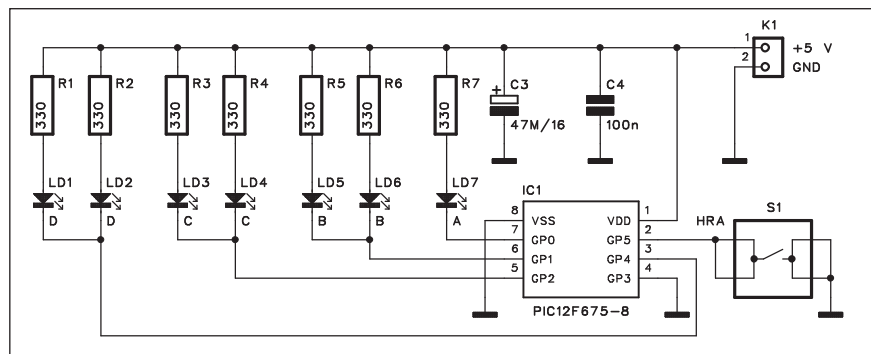 K1
1
+5 V
2
GND
R1
R2
R3
R4
R5
R6
R7
330
330
330
330
330
330
330
+
C3
47M/16
C4
100n
LD1
LD2
LD3
LD4
LD5
LD6
LD7
D
D
C
C
B
B
A
IC1
8
VSS
VDD
1
7
GP0
GP5
2
6
GP1
GP4
3
5
GP2
GP3
4
PIC12F675-8
HRA
S1